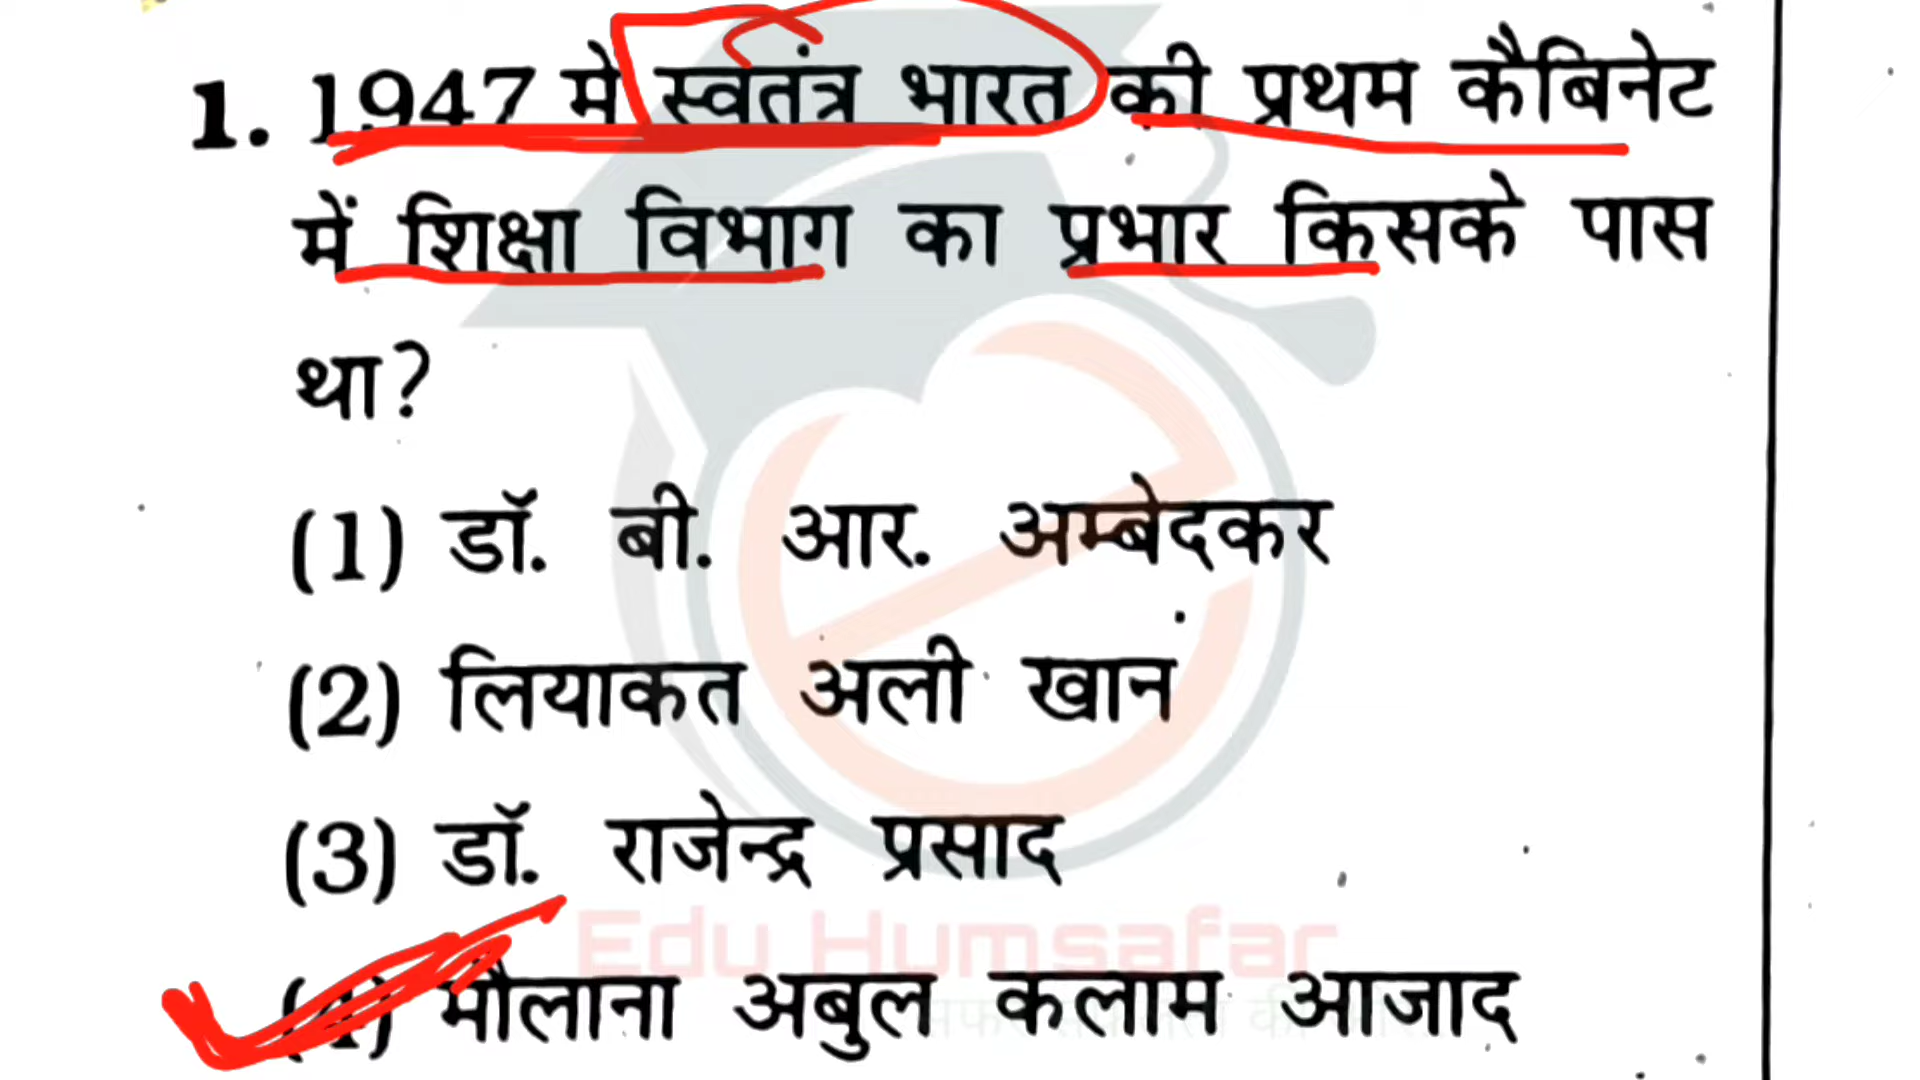 1. 1947 में स्वतंत्र भारत की प्रथम कैबिनेट
में शिक्षा विभाग का प्रभार किसके पास
था?
(1) डॉ. बी. आर. अम्बेदकर
(2) लियाकत अली खान
(3) डॉ. राजेन्द्र प्रसाद
Edu Humsafar
(4) मौलाना अबुल कलाम आजाद